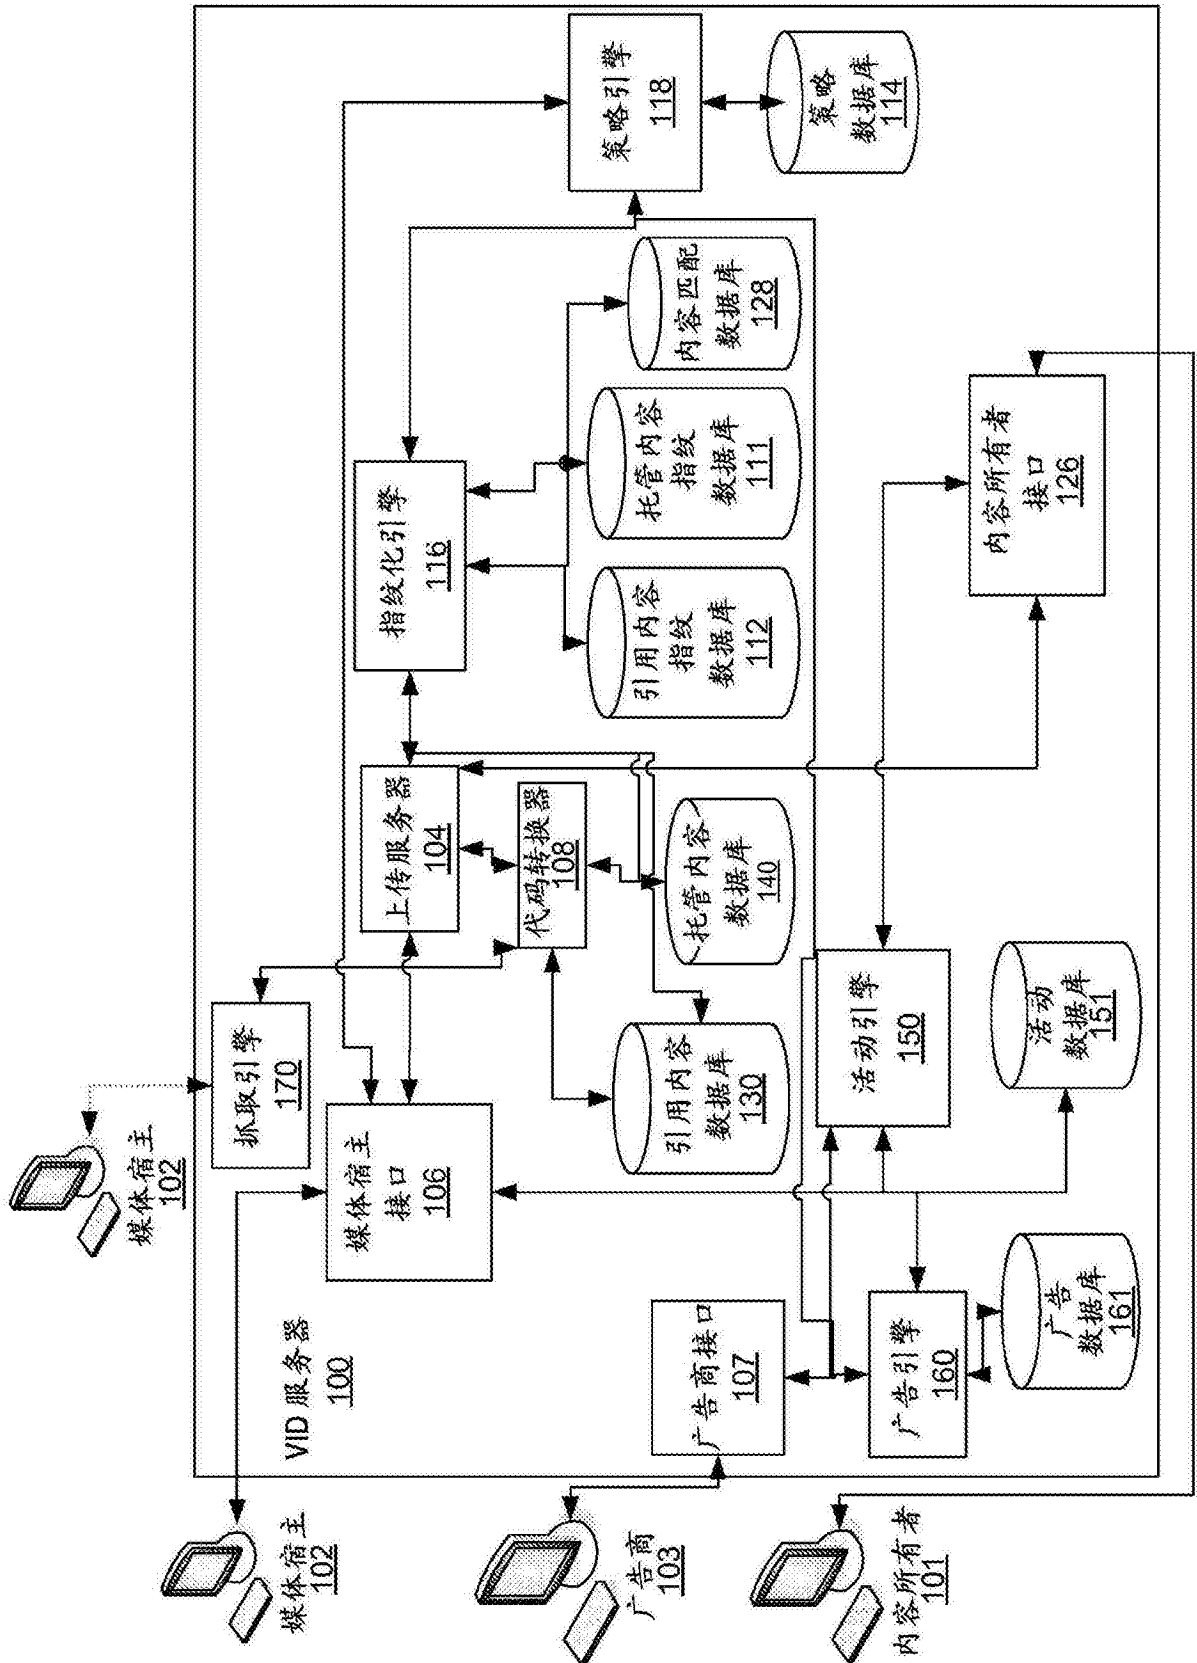 媒体宿主
102
媒体宿主
102
VID 服务器
100
抓取引擎
170
媒体宿主
接口
106
上传服务器
104
指纹化引擎
116
策略引擎
118
策略
数据库
114
代码转换器
108
引用内容
指纹
数据库
112
托管内容
指纹
数据库
111
内容匹配
数据库
128
广告商
103
广告商接口
107
引用内容
数据库
130
托管内容
数据库
140
内容所有者
101
广告引擎
160
活动引擎
150
内容所有者
接口
126
广告
数据库
161
活动
数据库
151